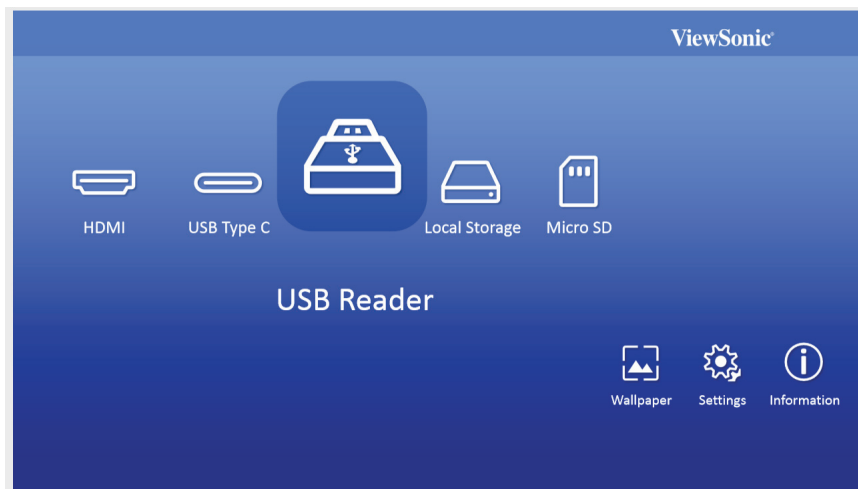 ViewSonic®
HDMI
USB Type C
Local Storage
Micro SD
USB Reader
Wallpaper
Settings
Information